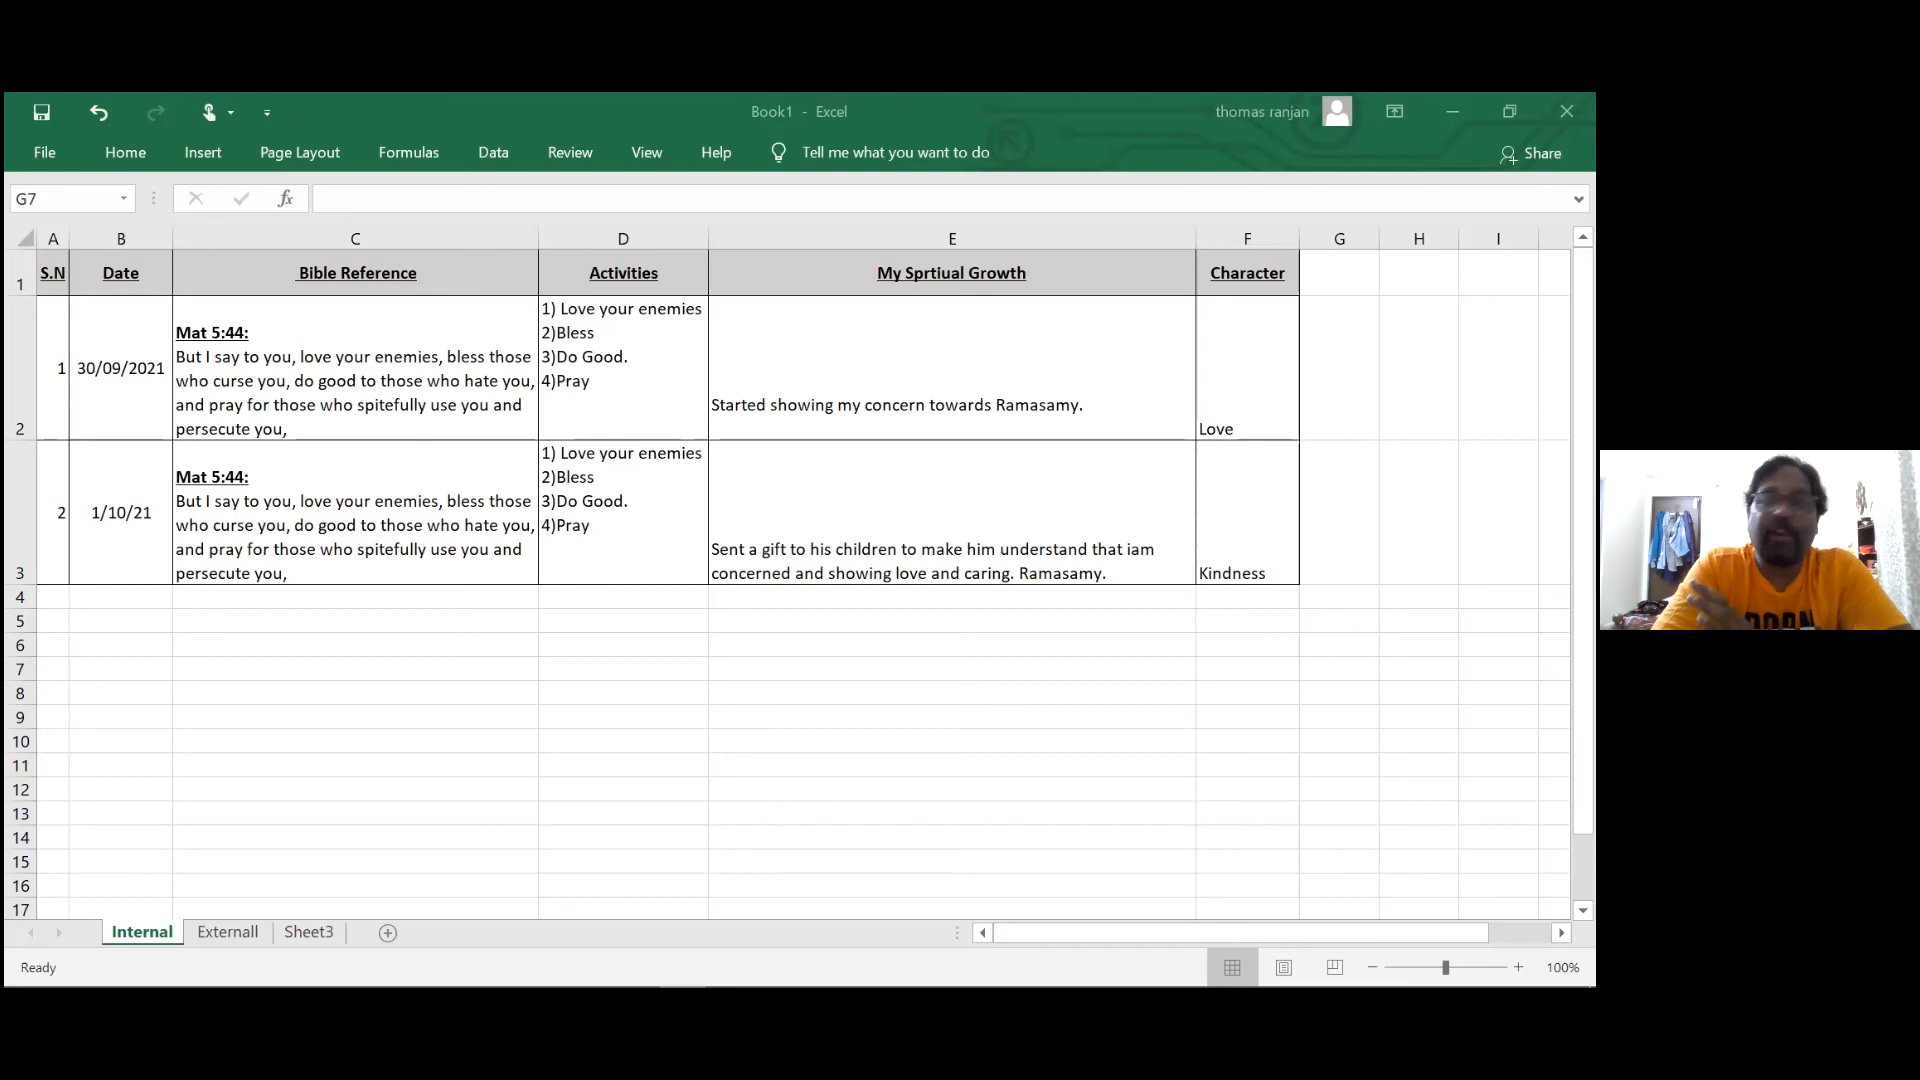 Book1 - Excel
thomas ranjan
File Home Insert Page Layout Formulas Data Review View Help Tell me what you want to do Share
G7 fx
A B C D E F G H I
1 S.N Date Bible Reference Activities My Sprtiual Growth Character
2 1 30/09/2021
Mat 5:44:
But I say to you, love your enemies, bless those
who curse you, do good to those who hate you,
and pray for those who spitefully use you and
persecute you,
1) Love your enemies
2)Bless
3)Do Good.
4)Pray
Started showing my concern towards Ramasamy.
Love
3 2 1/10/21
Mat 5:44:
But I say to you, love your enemies, bless those
who curse you, do good to those who hate you,
and pray for those who spitefully use you and
persecute you,
1) Love your enemies
2)Bless
3)Do Good.
4)Pray
Sent a gift to his children to make him understand that iam
concerned and showing love and caring. Ramasamy.
Kindness
4
5
6
7
8
9
10
11
12
13
14
15
16
17
Internal Externall Sheet3
Ready 100%